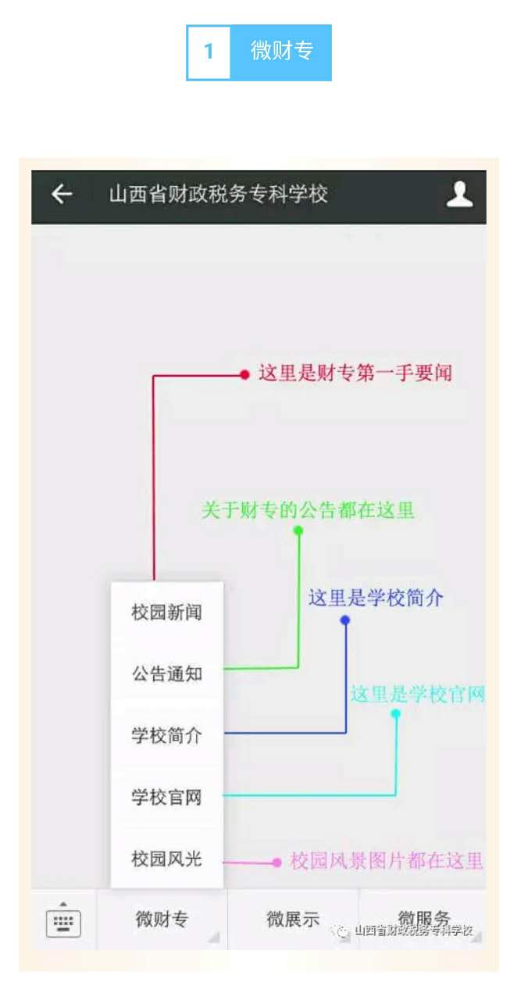 1 微财专
山西省财政税务专科学校
这里是财专第一手要闻
关于财专的公告都在这里
这里是学校简介
校园新闻
公告通知
这里是学校官网
学校简介
学校官网
校园风光
校园风景图片都在这里
微财专 微展示 微服务
山西省财政税务专科学校